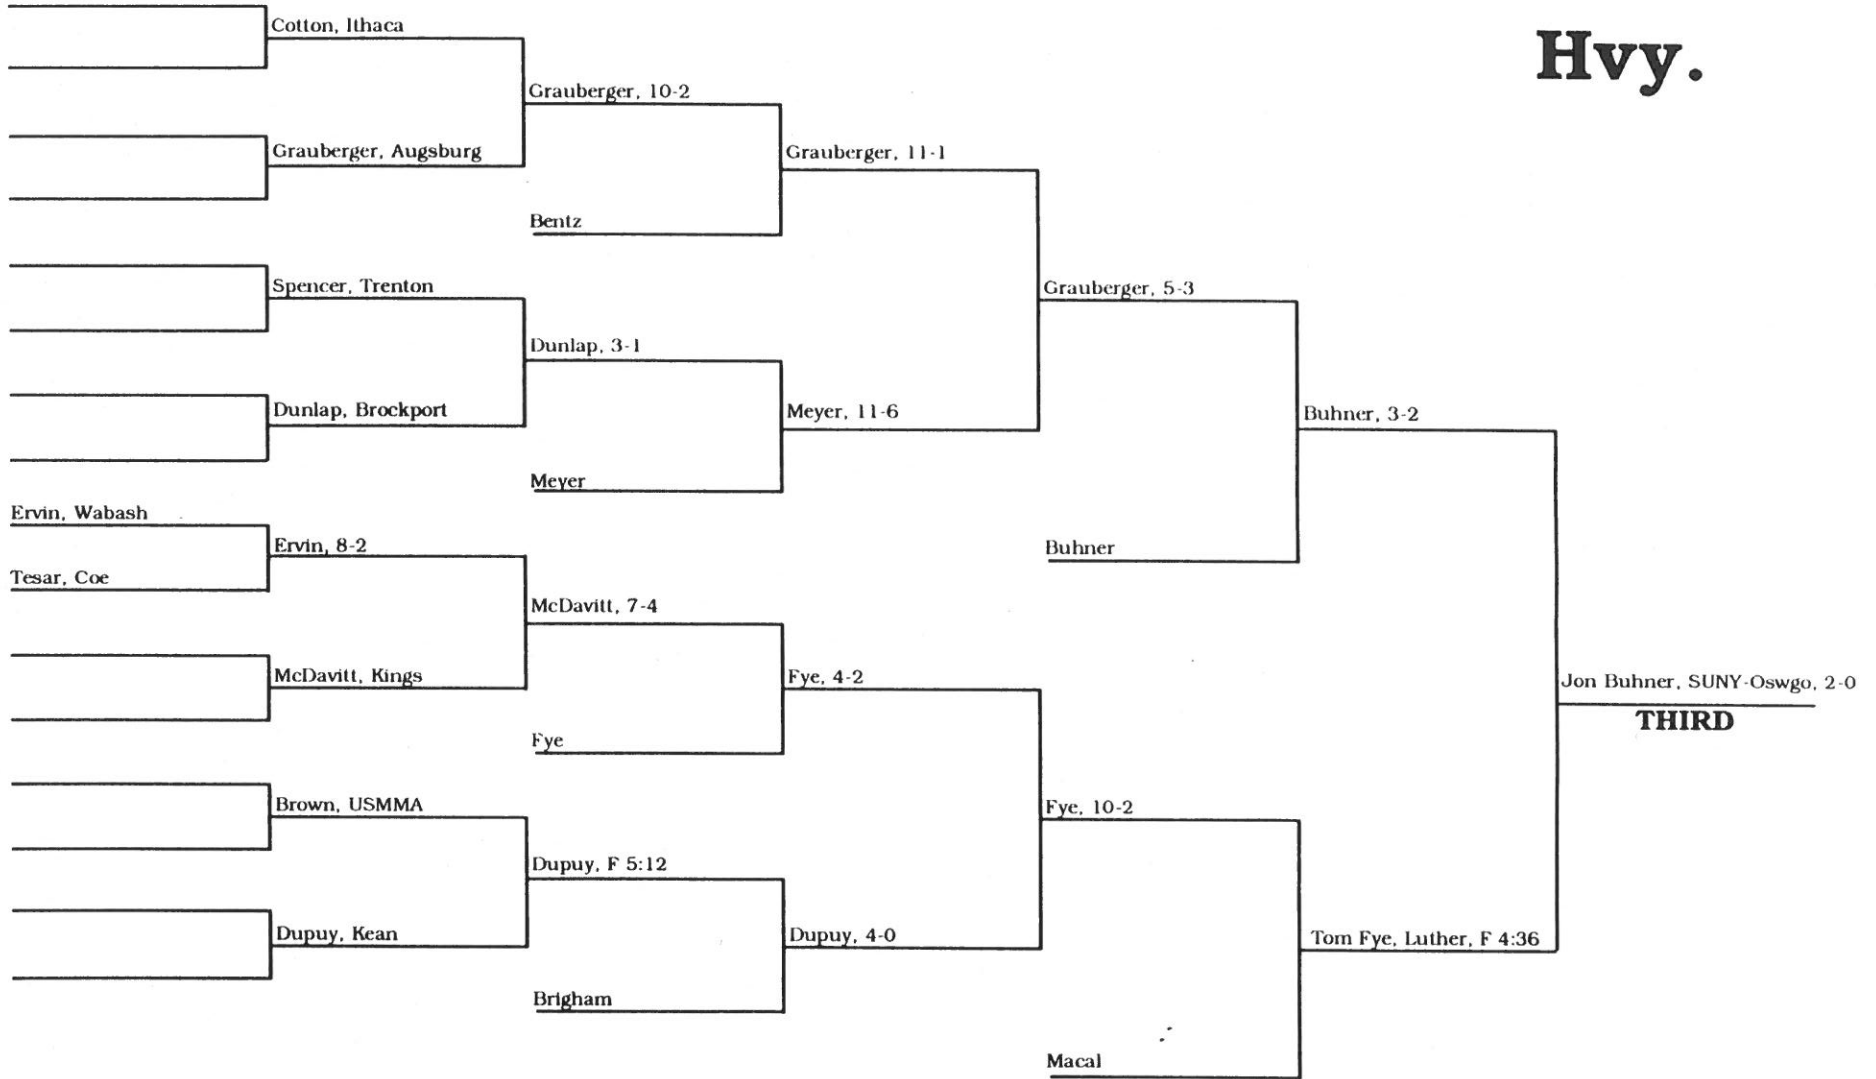 Hvy.
Cotton, Ithaca
Grauberger, 10-2
Grauberger, Augsburg
Grauberger, 11-1
Bentz
Spencer, Trenton
Grauberger, 5-3
Dunlap, 3-1
Dunlap, Brockport
Meyer, 11-6
Buhner, 3-2
Meyer
Ervin, Wabash
Ervin, 8-2
Buhner
Tesar, Coe
McDavitt, 7-4
McDavitt, Kings
Fye, 4-2
Jon Buhner, SUNY-Oswgo, 2-0
THIRD
Fye
Brown, USMMA
Fye, 10-2
Dupuy, F 5:12
Dupuy, Kean
Dupuy, 4-0
Tom Fye, Luther, F 4:36
Brigham
Macal